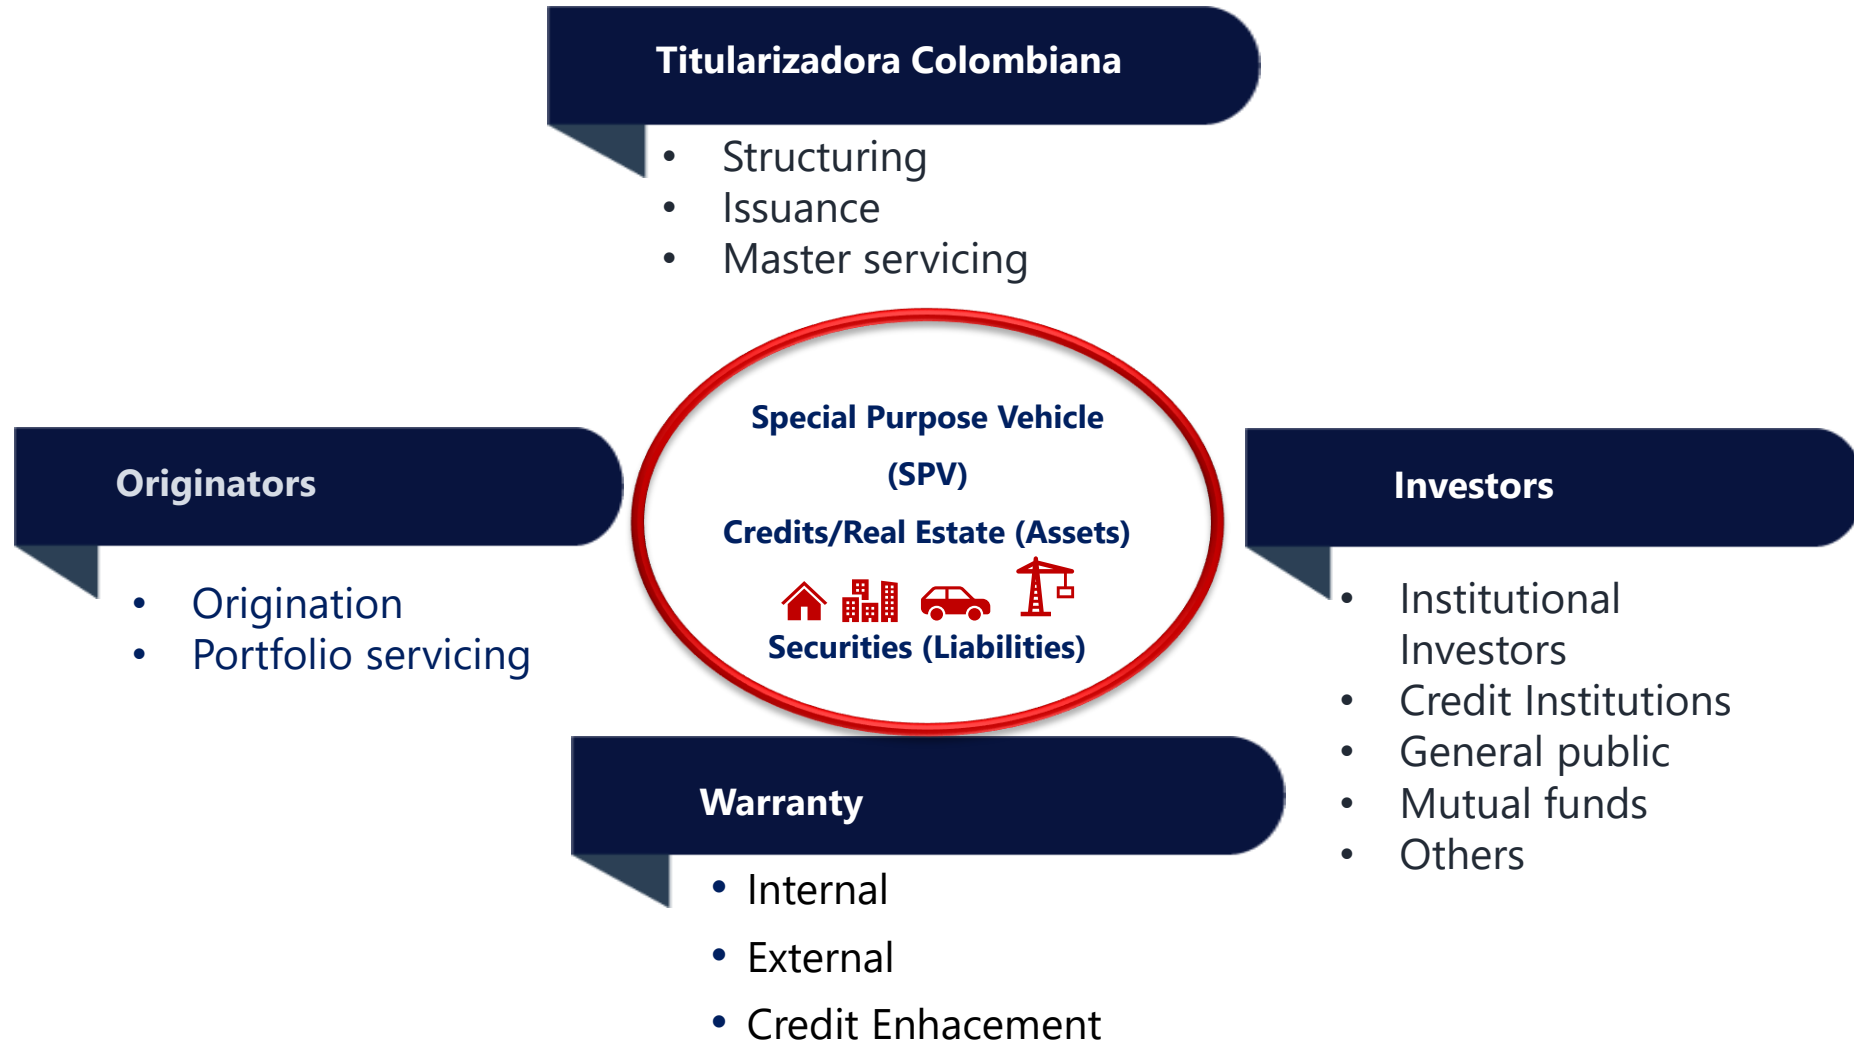 Titularizadora Colombiana
• Structuring
• Issuance
• Master servicing
Special Purpose Vehicle
(SPV)
Credits/Real Estate (Assets)
Securities (Liabilities)
Originators
• Origination
• Portfolio servicing
Investors
• Institutional
Investors
• Credit Institutions
• General public
• Mutual funds
• Others
Warranty
• Internal
• External
• Credit Enhacement